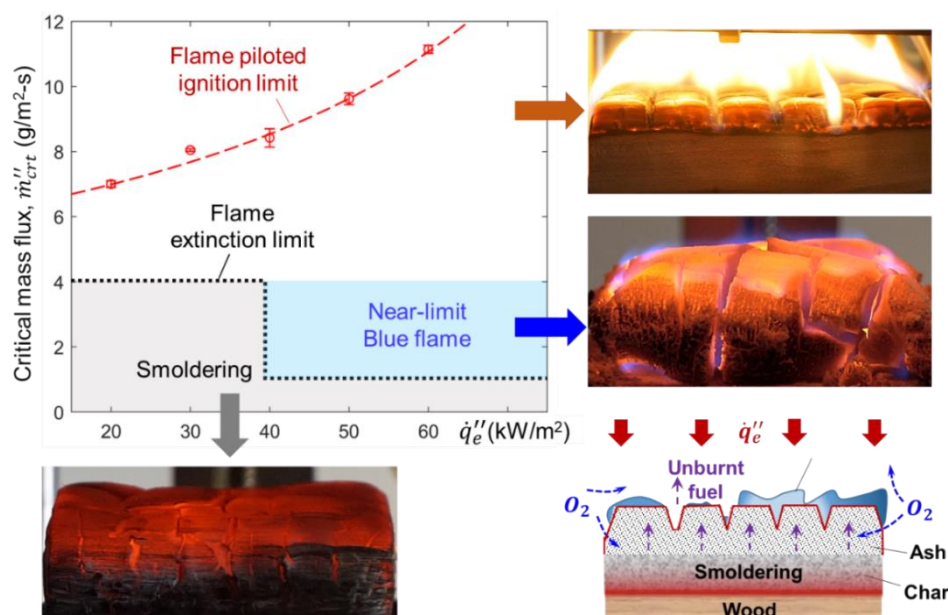 12
10
8
6
4
2
0
Critical mass flux, ṁ″crt (g/m²-s)
Flame piloted
ignition limit
Flame
extinction limit
Near-limit
Blue flame
Smoldering
20 30 40 50 60 q̇e″(kW/m²)
q̇e″
Unburnt
fuel
O₂
O₂
Ash
Smoldering
Char
Wood